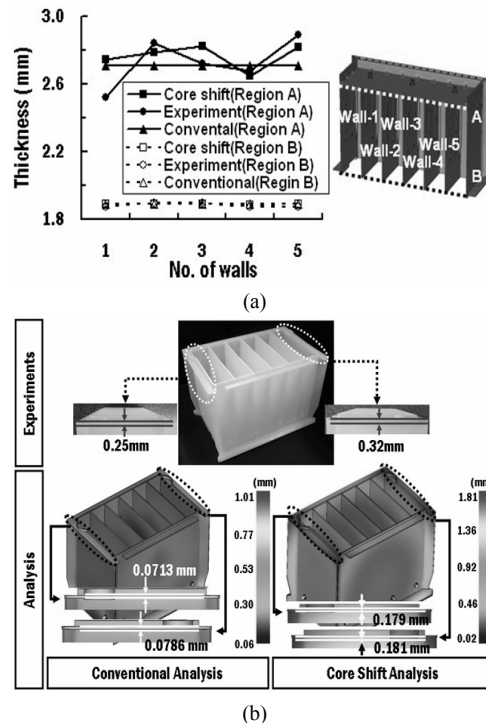 (a)
Thickness (mm)
3.0
2.6
2.2
1.8
Core shift(Region A)
Experiment(Region A)
Convental(Region A)
Core shift(Region B)
Experiment(Region B)
Conventional(Regin B)
1 2 3 4 5
No. of walls
A
Wall-1
Wall-3
Wall-5
Wall-2
Wall-4
B
(a)
(b)
Experiments
0.25mm
0.32mm
Analysis
(mm)
1.01
0.77
0.53
0.30
0.06
0.0713 mm
0.0786 mm
(mm)
1.81
1.36
0.92
0.46
0.02
0.179 mm
0.181 mm
Conventional Analysis
Core Shift Analysis
(b)